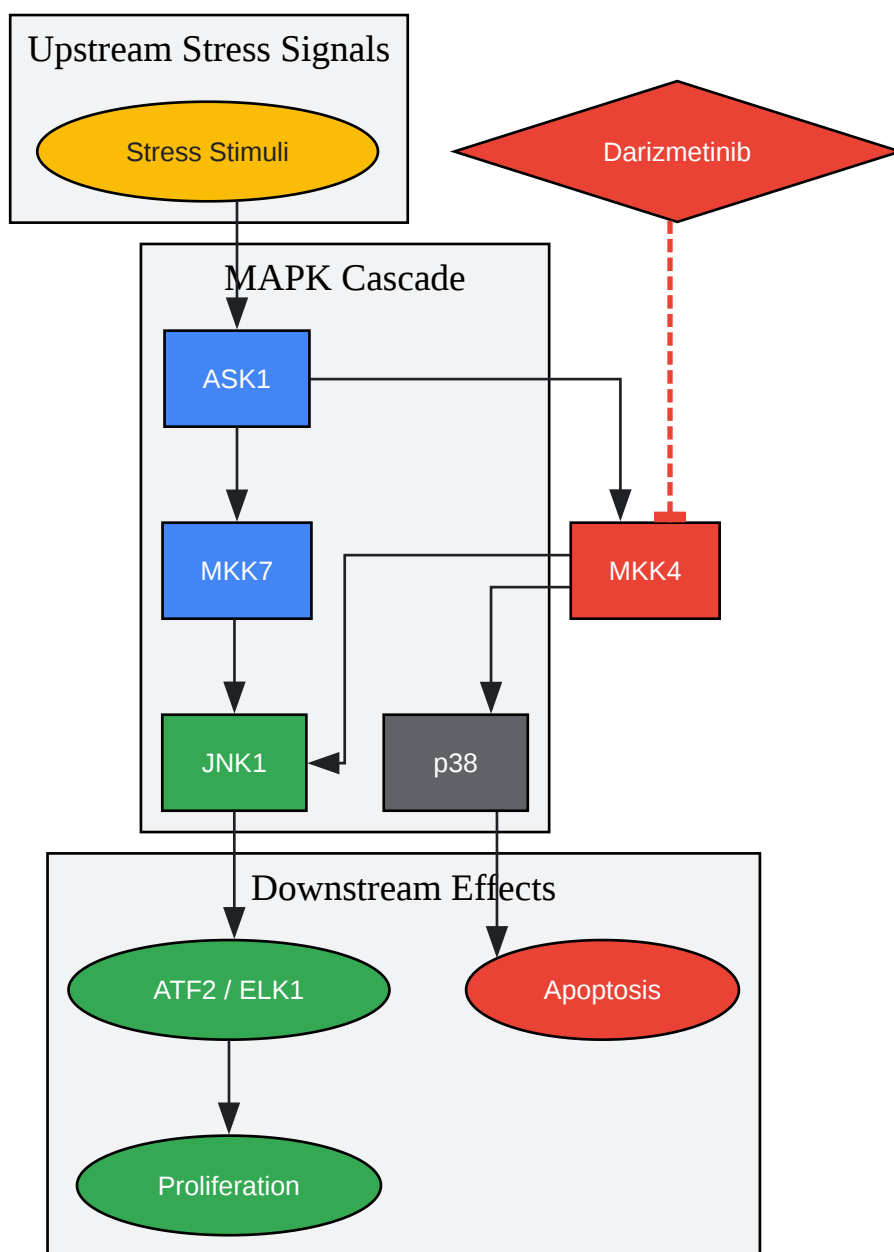 Upstream Stress Signals
Stress Stimuli
Darizmetinib
MAPK Cascade
ASK1
MKK7
MKK4
JNK1
p38
Downstream Effects
ATF2 / ELK1
Apoptosis
Proliferation